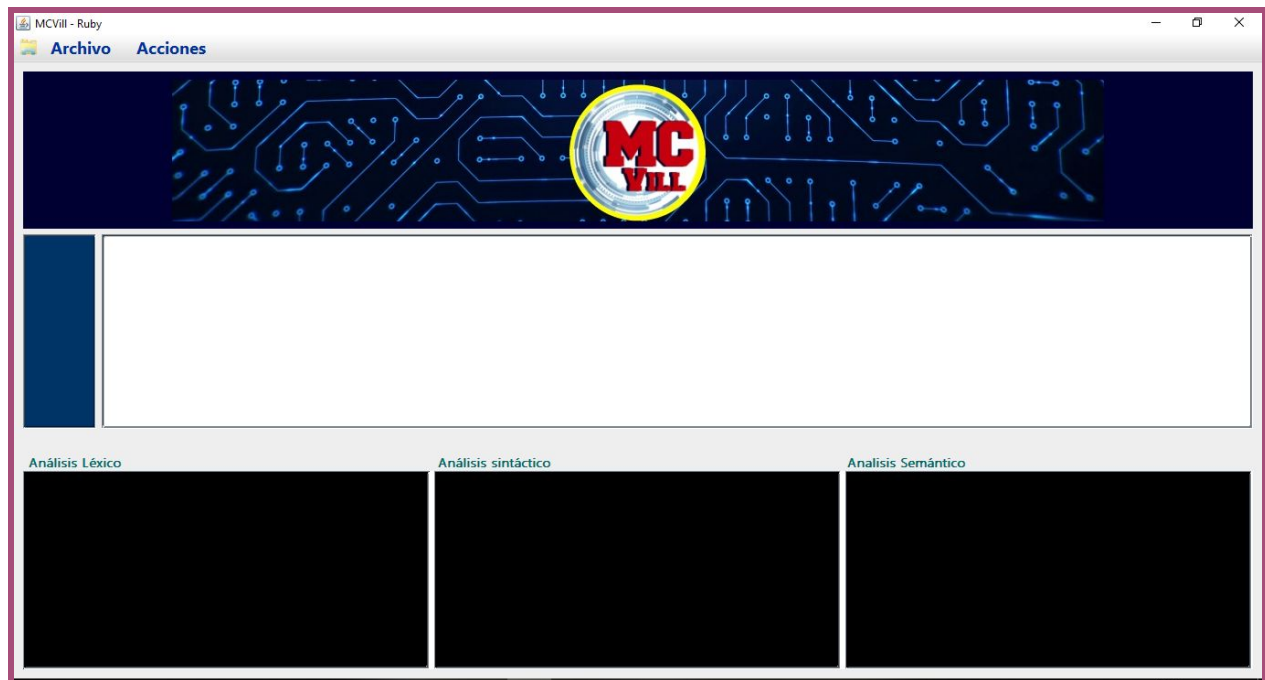 MCVill - Ruby
Archivo Acciones
MC
VILL
Análisis Léxico Análisis sintáctico Analisis Semántico